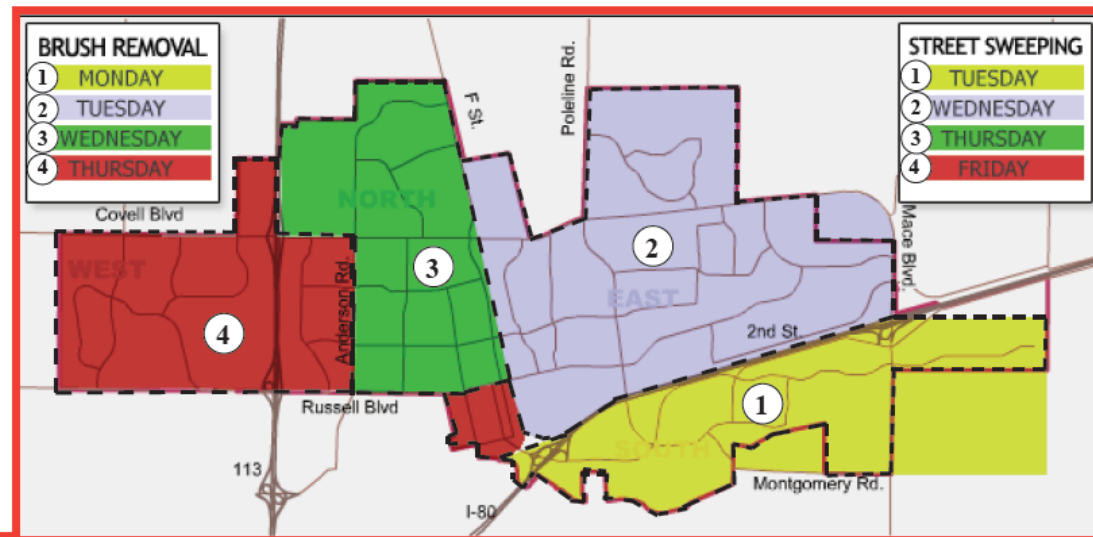 BRUSH REMOVAL
1 MONDAY
2 TUESDAY
3 WEDNESDAY
4 THURSDAY
STREET SWEEPING
1 TUESDAY
2 WEDNESDAY
3 THURSDAY
4 FRIDAY
F St.
Poleline Rd.
Covell Blvd
Mace Blvd.
NORTH
WEST
3
2
EAST
Anderson Rd.
4
2nd St.
Russell Blvd
1
SOUTH
113
I-80
Montgomery Rd.